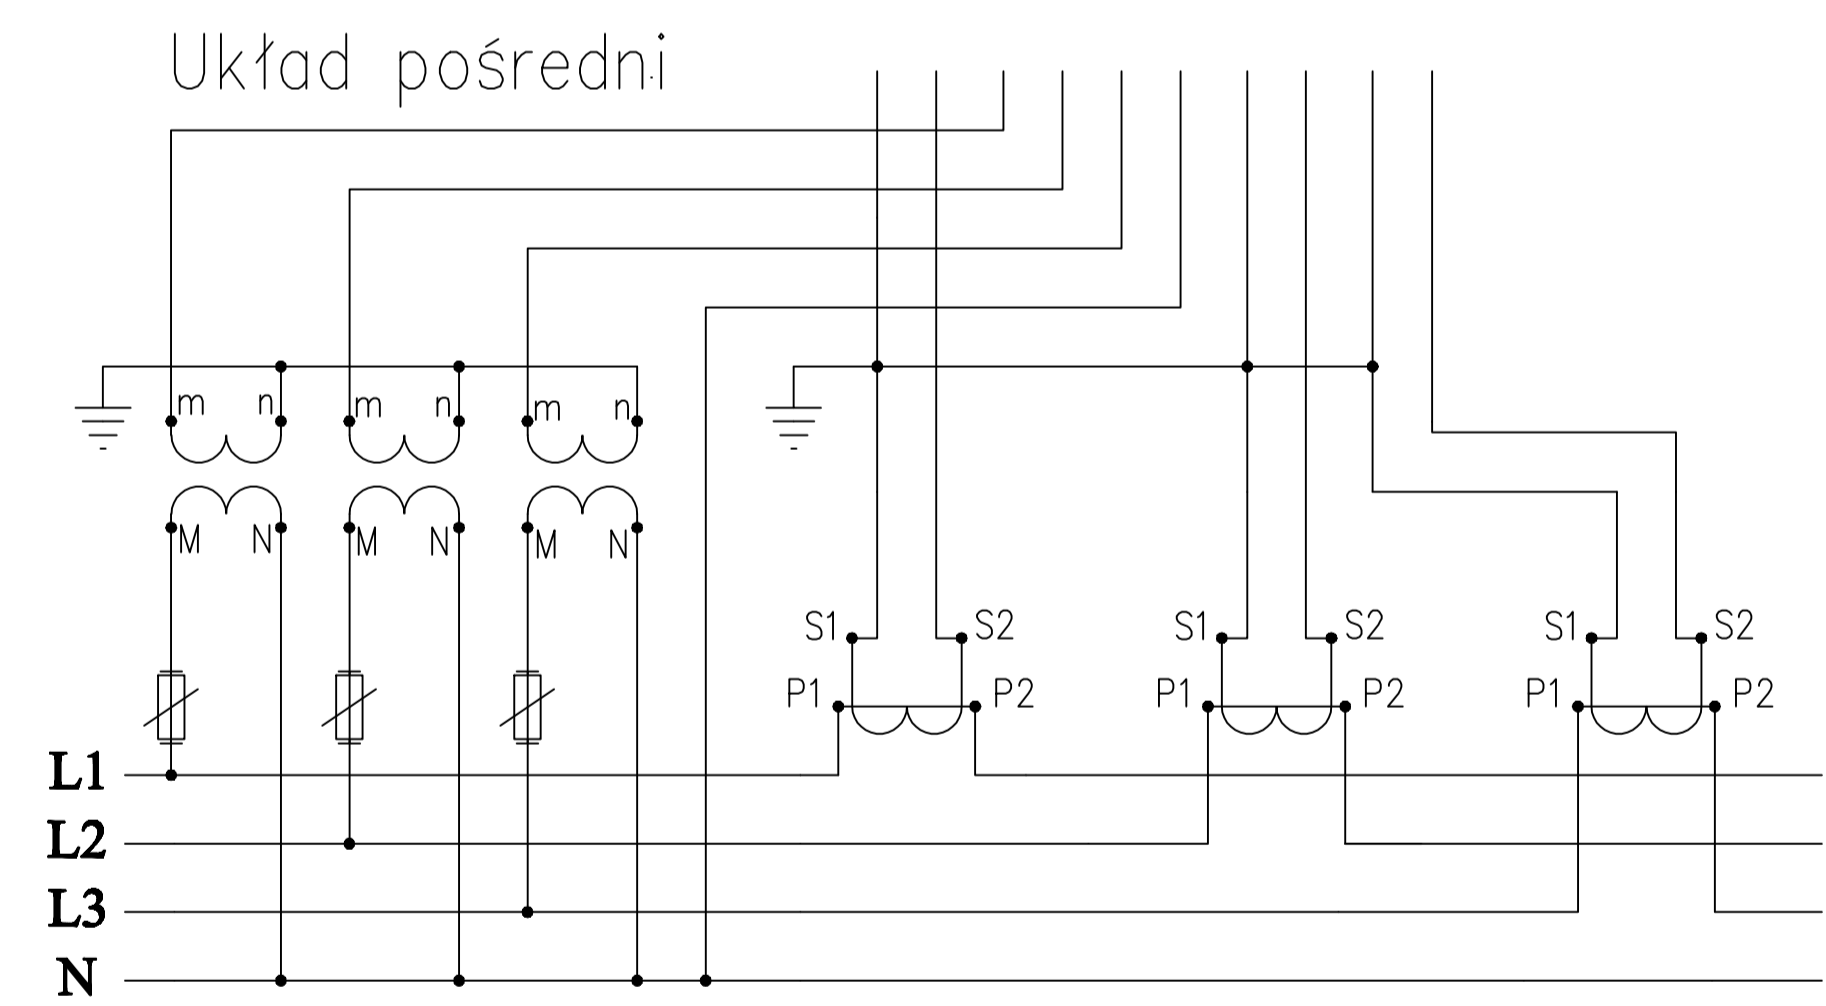 Układ pośredni
m n m n m n
M N M N M N
S1 S2 S1 S2 S1 S2
P1 P2 P1 P2 P1 P2
L1
L2
L3
N